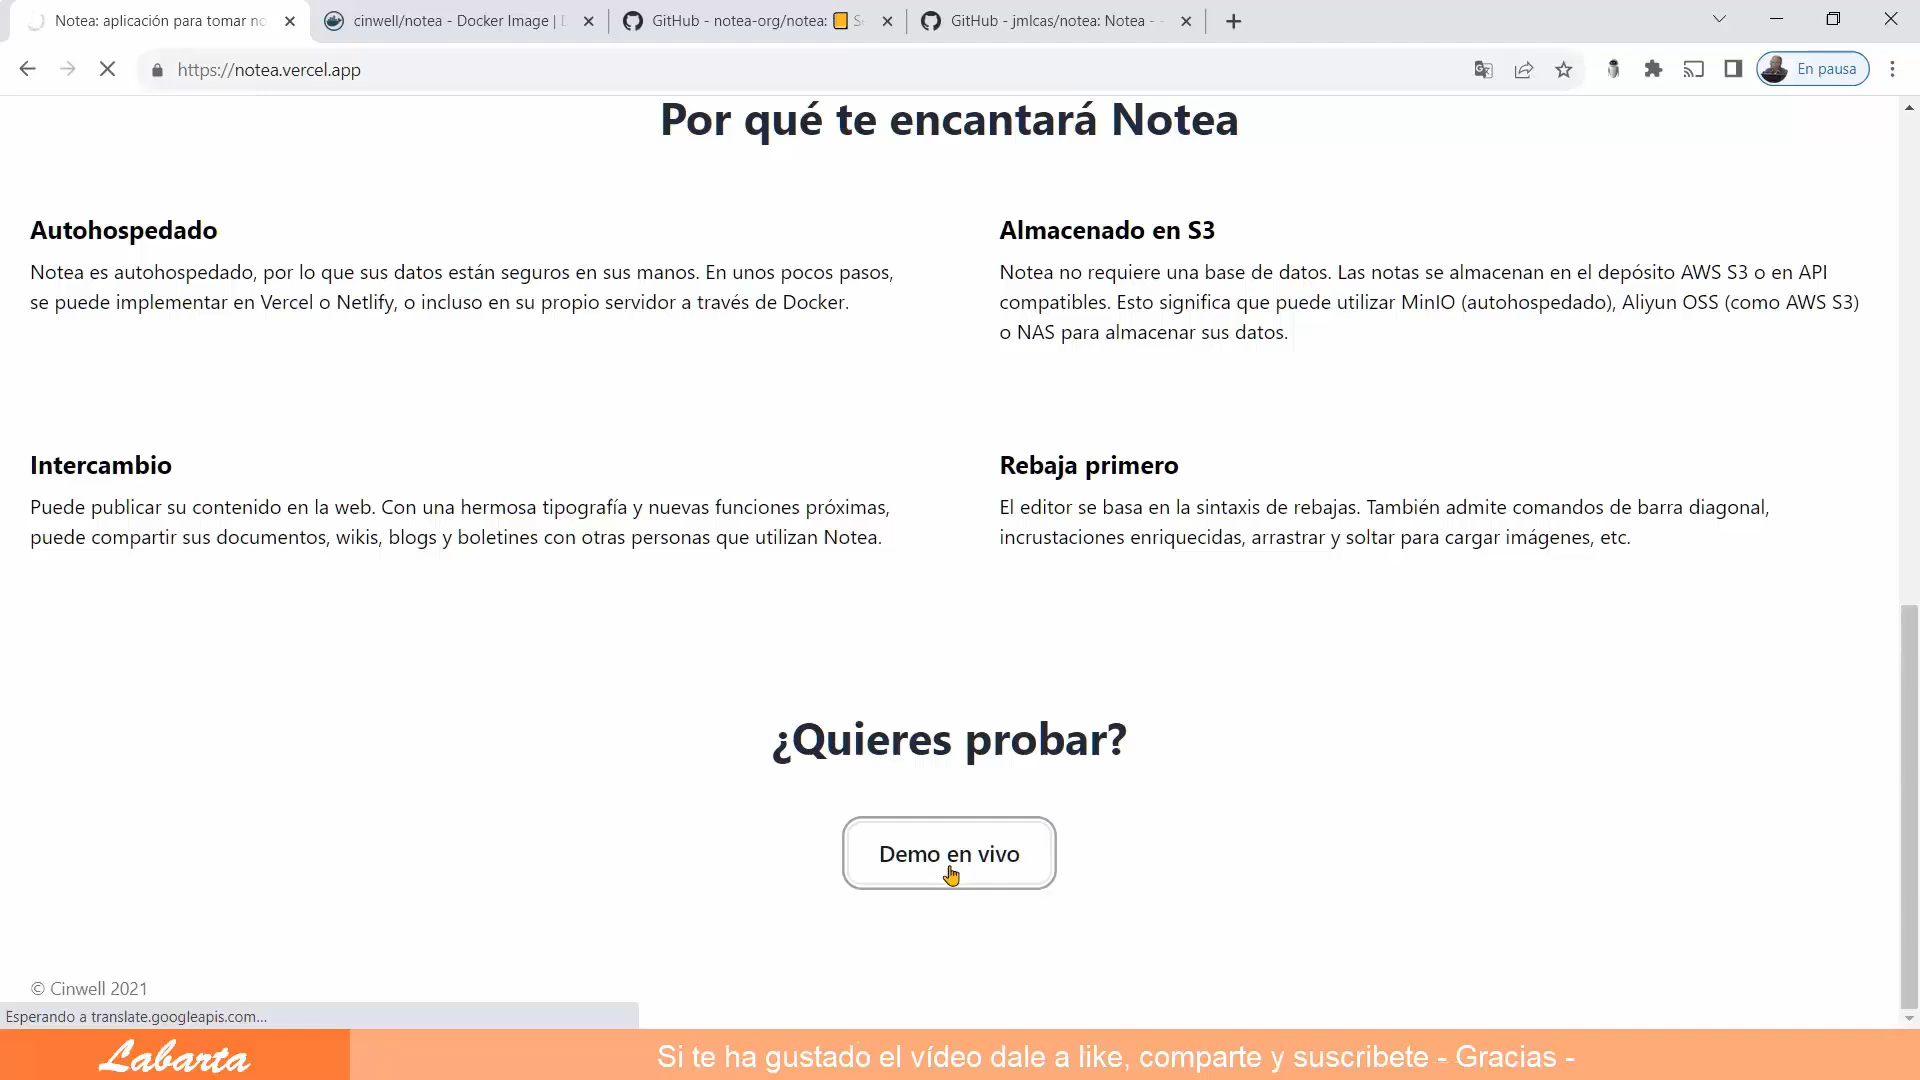 Notea: aplicación para tomar no
cinwell/notea - Docker Image |
GitHub - notea-org/notea: 📒 S
GitHub - jmlcas/notea: Notea - -
https://notea.vercel.app
En pausa
Por qué te encantará Notea
Autohospedado
Notea es autohospedado, por lo que sus datos están seguros en sus manos. En unos pocos pasos,
se puede implementar en Vercel o Netlify, o incluso en su propio servidor a través de Docker.
Almacenado en S3
Notea no requiere una base de datos. Las notas se almacenan en el depósito AWS S3 o en API
compatibles. Esto significa que puede utilizar MinIO (autohospedado), Aliyun OSS (como AWS S3)
o NAS para almacenar sus datos.
Intercambio
Puede publicar su contenido en la web. Con una hermosa tipografía y nuevas funciones próximas,
puede compartir sus documentos, wikis, blogs y boletines con otras personas que utilizan Notea.
Rebaja primero
El editor se basa en la sintaxis de rebajas. También admite comandos de barra diagonal,
incrustaciones enriquecidas, arrastrar y soltar para cargar imágenes, etc.
¿Quieres probar?
Demo en vivo
© Cinwell 2021
Esperando a translate.googleapis.com...
Labarta
Si te ha gustado el vídeo dale a like, comparte y suscribete - Gracias -